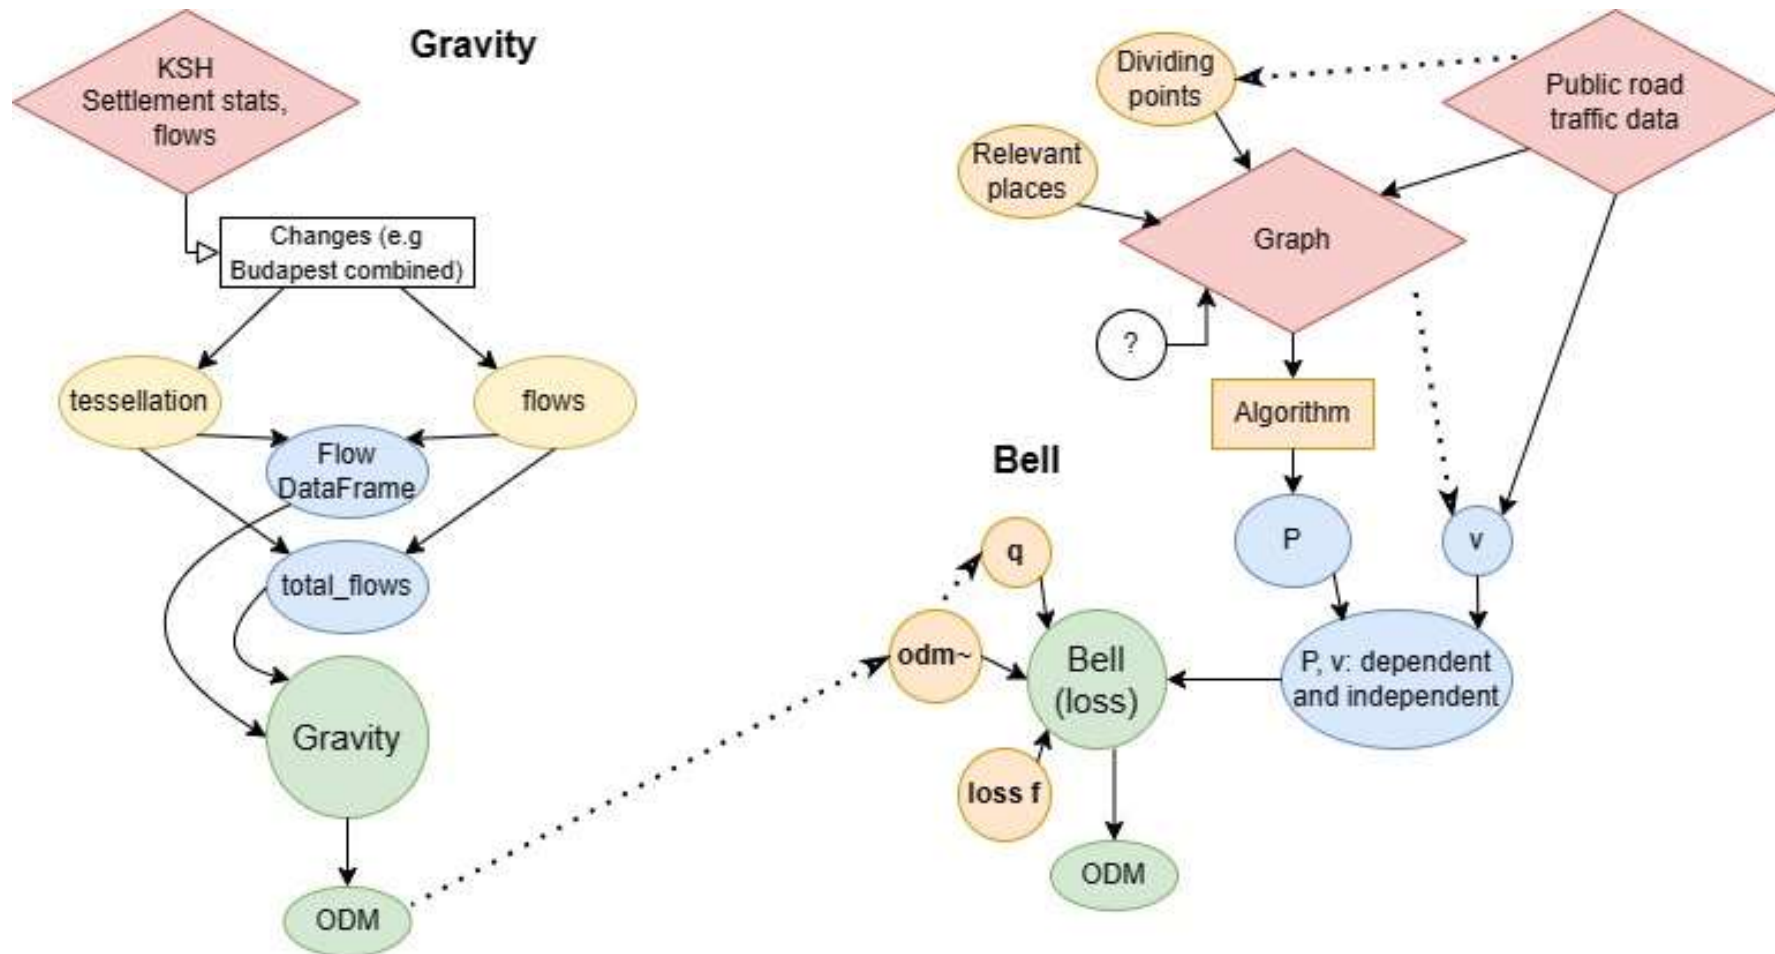 Gravity
KSH
Settlement stats,
flows
Changes (e.g
Budapest combined)
tessellation
flows
Flow
DataFrame
total_flows
Gravity
ODM
Bell
Dividing
points
Public road
traffic data
Relevant
places
Graph
?
Algorithm
P
v
q
odm~
Bell
(loss)
P, v: dependent
and independent
loss f
ODM